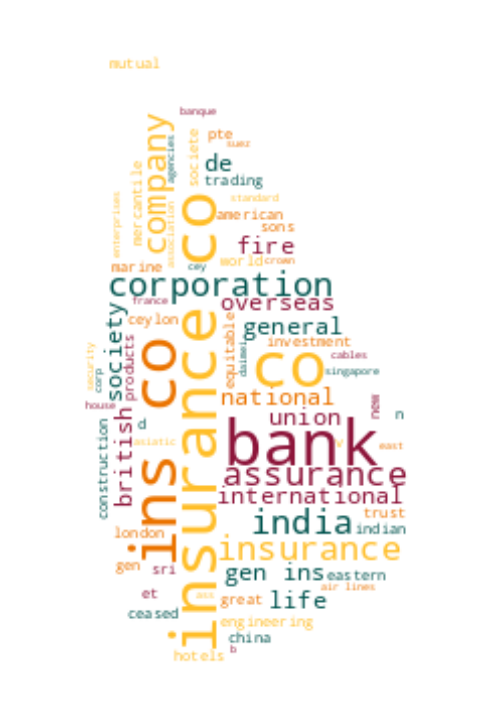 mutual
banque
company
agencies
societe
pte
suez
de
trading
mercantile
enterprises
association
standard
insurance co
american
sons
fire
world
crown
marine
cey
corporation
france
overseas
ceylon
general
society
products
equitable
investment
daimei
co
cables
singapore
security
corp
ins co
national
house
british
new
n
union
d
construction
asiatic
bank
v
east
assurance
international
trust
india
indian
london
insurance
gen
sri
gen ins
eastern
air lines
et
ass
great
life
ceased
engineering
china
b
hotels